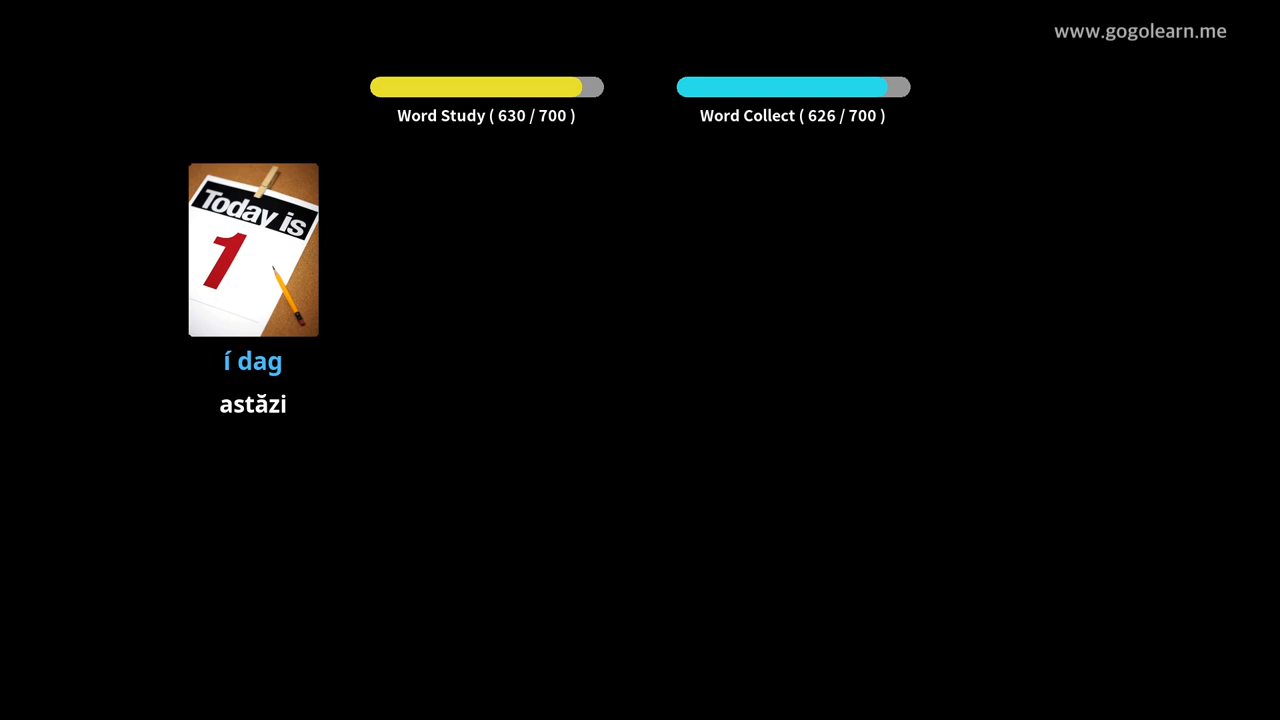 www.gogolearn.me
Word Study ( 630 / 700 )
Word Collect ( 626 / 700 )
Today is
1
í dag
astăzi